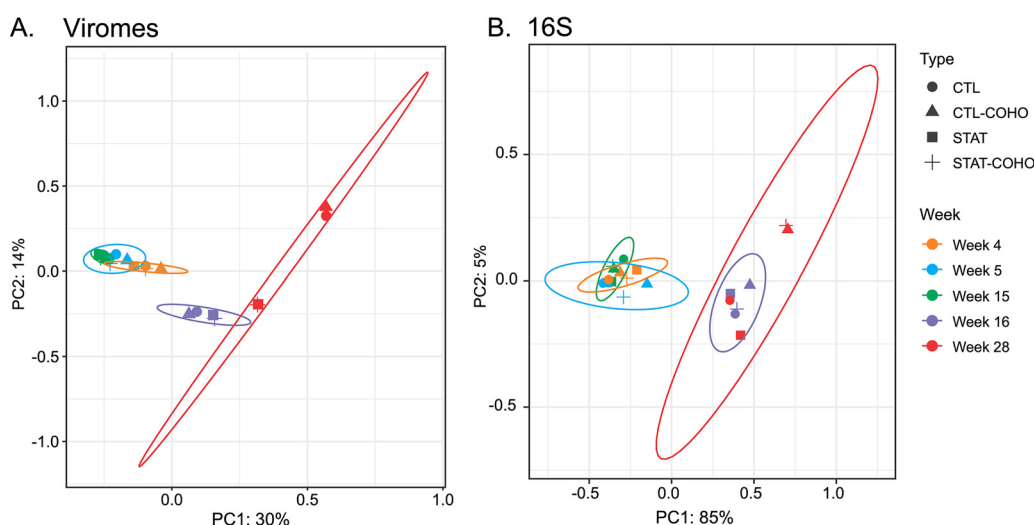 A. Viromes
B. 16S
1.0
0.5
0.0
-0.5
-1.0
PC2: 14%
0.0
0.5
1.0
PC1: 30%
0.5
0.0
-0.5
PC2: 5%
-0.5
0.0
0.5
1.0
PC1: 85%
Type
CTL
CTL-COHO
STAT
STAT-COHO
Week
Week 4
Week 5
Week 15
Week 16
Week 28